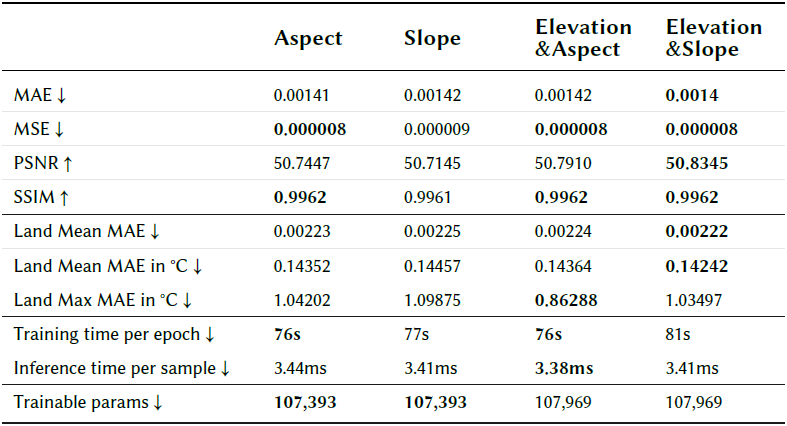 Aspect Slope Elevation &Aspect Elevation &Slope
MAE ↓ 0.00141 0.00142 0.00142 0.0014
MSE ↓ 0.000008 0.000009 0.000008 0.000008
PSNR ↑ 50.7447 50.7145 50.7910 50.8345
SSIM ↑ 0.9962 0.9961 0.9962 0.9962
Land Mean MAE ↓ 0.00223 0.00225 0.00224 0.00222
Land Mean MAE in °C ↓ 0.14352 0.14457 0.14364 0.14242
Land Max MAE in °C ↓ 1.04202 1.09875 0.86288 1.03497
Training time per epoch ↓ 76s 77s 76s 81s
Inference time per sample ↓ 3.44ms 3.41ms 3.38ms 3.41ms
Trainable params ↓ 107,393 107,393 107,969 107,969